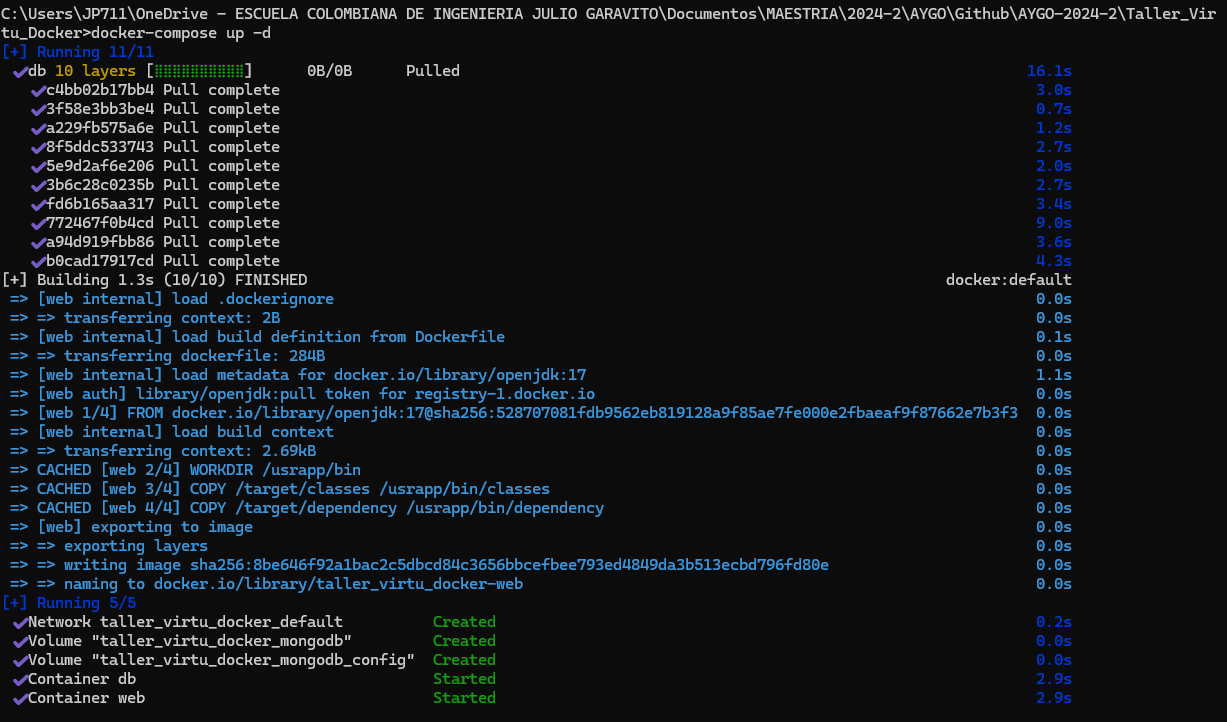 C:\Users\JP711\OneDrive - ESCUELA COLOMBIANA DE INGENIERIA JULIO GARAVITO\Documentos\MAESTRIA\2024-2\AYGO\Github\AYGO-2024-2\Taller_Vir
tu_Docker>docker-compose up -d
[+] Running 11/11
✔db 10 layers [⣿⣿⣿⣿⣿⣿⣿⣿⣿⣿] 0B/0B Pulled 16.1s
✔c4bb02b17bb4 Pull complete 3.0s
✔3f58e3bb3be4 Pull complete 0.7s
✔a229fb575a6e Pull complete 1.2s
✔8f5ddc533743 Pull complete 2.7s
✔5e9d2af6e206 Pull complete 2.0s
✔3b6c28c0235b Pull complete 2.7s
✔fd6b165aa317 Pull complete 3.4s
✔772467f0b4cd Pull complete 9.0s
✔a94d919fbb86 Pull complete 3.6s
✔b0cad17917cd Pull complete 4.3s
[+] Building 1.3s (10/10) FINISHED docker:default
=> [web internal] load .dockerignore 0.0s
=> => transferring context: 2B 0.0s
=> [web internal] load build definition from Dockerfile 0.1s
=> => transferring dockerfile: 284B 0.0s
=> [web internal] load metadata for docker.io/library/openjdk:17 1.1s
=> [web auth] library/openjdk:pull token for registry-1.docker.io 0.0s
=> [web 1/4] FROM docker.io/library/openjdk:17@sha256:528707081fdb9562eb819128a9f85ae7fe000e2fbaeaf9f87662e7b3f3 0.0s
=> [web internal] load build context 0.0s
=> => transferring context: 2.69kB 0.0s
=> CACHED [web 2/4] WORKDIR /usrapp/bin 0.0s
=> CACHED [web 3/4] COPY /target/classes /usrapp/bin/classes 0.0s
=> CACHED [web 4/4] COPY /target/dependency /usrapp/bin/dependency 0.0s
=> [web] exporting to image 0.0s
=> => exporting layers 0.0s
=> => writing image sha256:8be646f92a1bac2c5dbcd84c3656bbcefbee793ed4849da3b513ecbd796fd80e 0.0s
=> => naming to docker.io/library/taller_virtu_docker-web 0.0s
[+] Running 5/5
✔Network taller_virtu_docker_default Created 0.2s
✔Volume "taller_virtu_docker_mongodb" Created 0.0s
✔Volume "taller_virtu_docker_mongodb_config" Created 0.0s
✔Container db Started 2.9s
✔Container web Started 2.9s